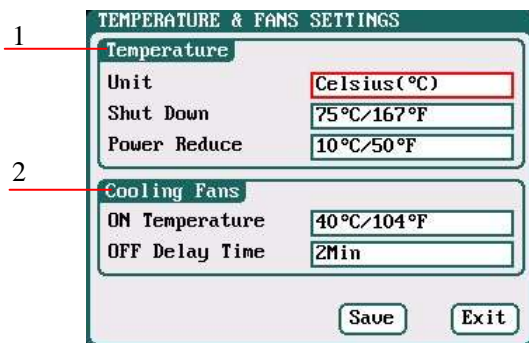 TEMPERATURE & FANS SETTINGS
1
Temperature
Unit Celsius(°C)
Shut Down 75°C/167°F
Power Reduce 10°C/50°F
2
Cooling Fans
ON Temperature 40°C/104°F
OFF Delay Time 2Min
Save Exit